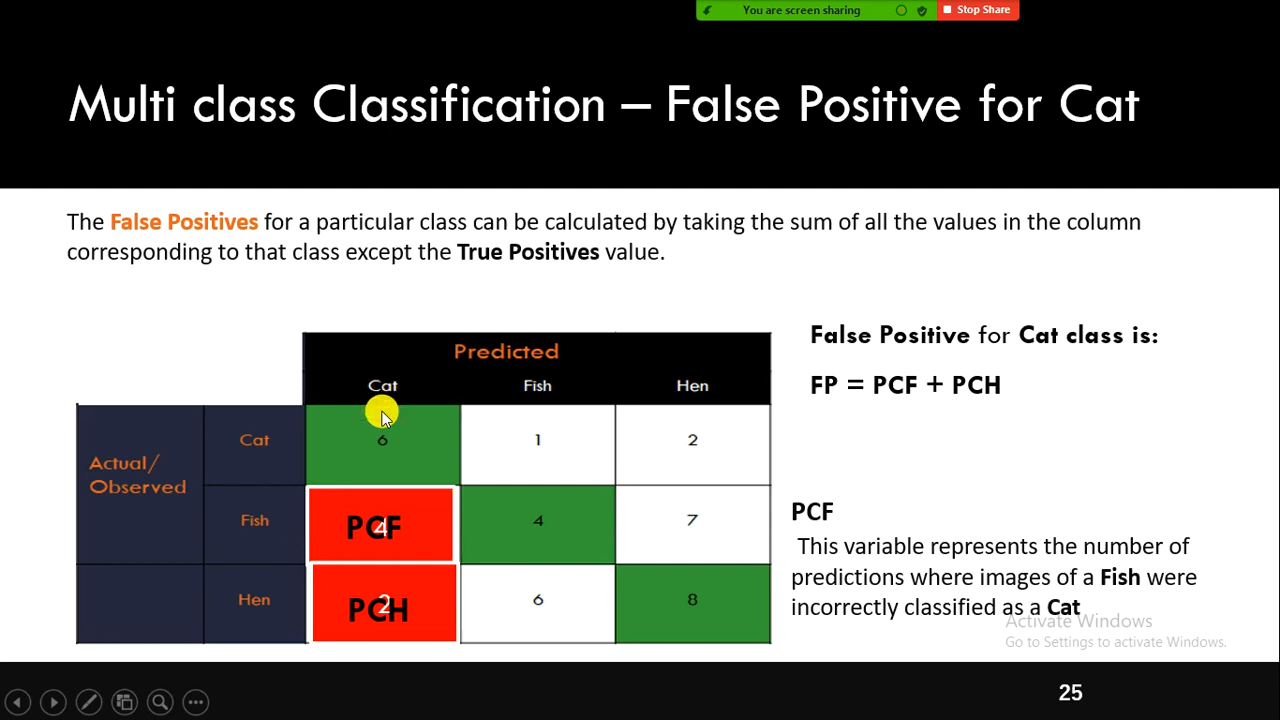 You are screen sharing
Stop Share
Multi class Classification – False Positive for Cat
The False Positives for a particular class can be calculated by taking the sum of all the values in the column
corresponding to that class except the True Positives value.
Predicted
Cat Fish Hen
Actual/
Observed
Cat 6 1 2
Fish PCF 4 4 7
Hen PCH 2 6 8
False Positive for Cat class is:
FP = PCF + PCH
PCF
This variable represents the number of
predictions where images of a Fish were
incorrectly classified as a Cat
Activate Windows
Go to Settings to activate Windows.
25